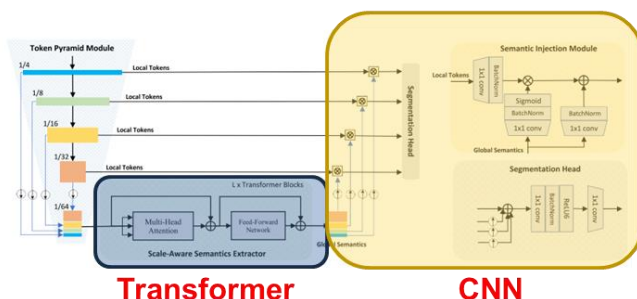 Token Pyramid Module
1/4
Local Tokens
1/8
Local Tokens
1/16
Local Tokens
1/32
Local Tokens
1/64
L x Transformer Blocks
Multi-Head
Attention
Feed-Forward
Network
Scale-Aware Semantics Extractor
Global Semantics
Segmentation Head
Semantic Injection Module
Local Tokens
1x1 conv
BatchNorm
Sigmoid
BatchNorm
1x1 conv
BatchNorm
1x1 conv
Global Semantics
Segmentation Head
1x1 conv
BatchNorm
ReLU6
1x1 conv
Transformer
CNN